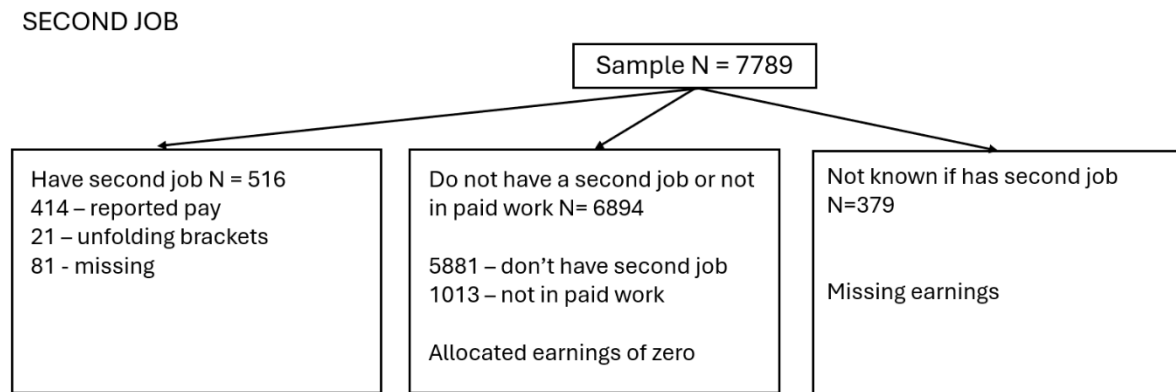 SECOND JOB
Sample N = 7789
Have second job N = 516
414 – reported pay
21 – unfolding brackets
81 - missing
Do not have a second job or not
in paid work N= 6894
5881 – don’t have second job
1013 – not in paid work
Allocated earnings of zero
Not known if has second job
N=379
Missing earnings